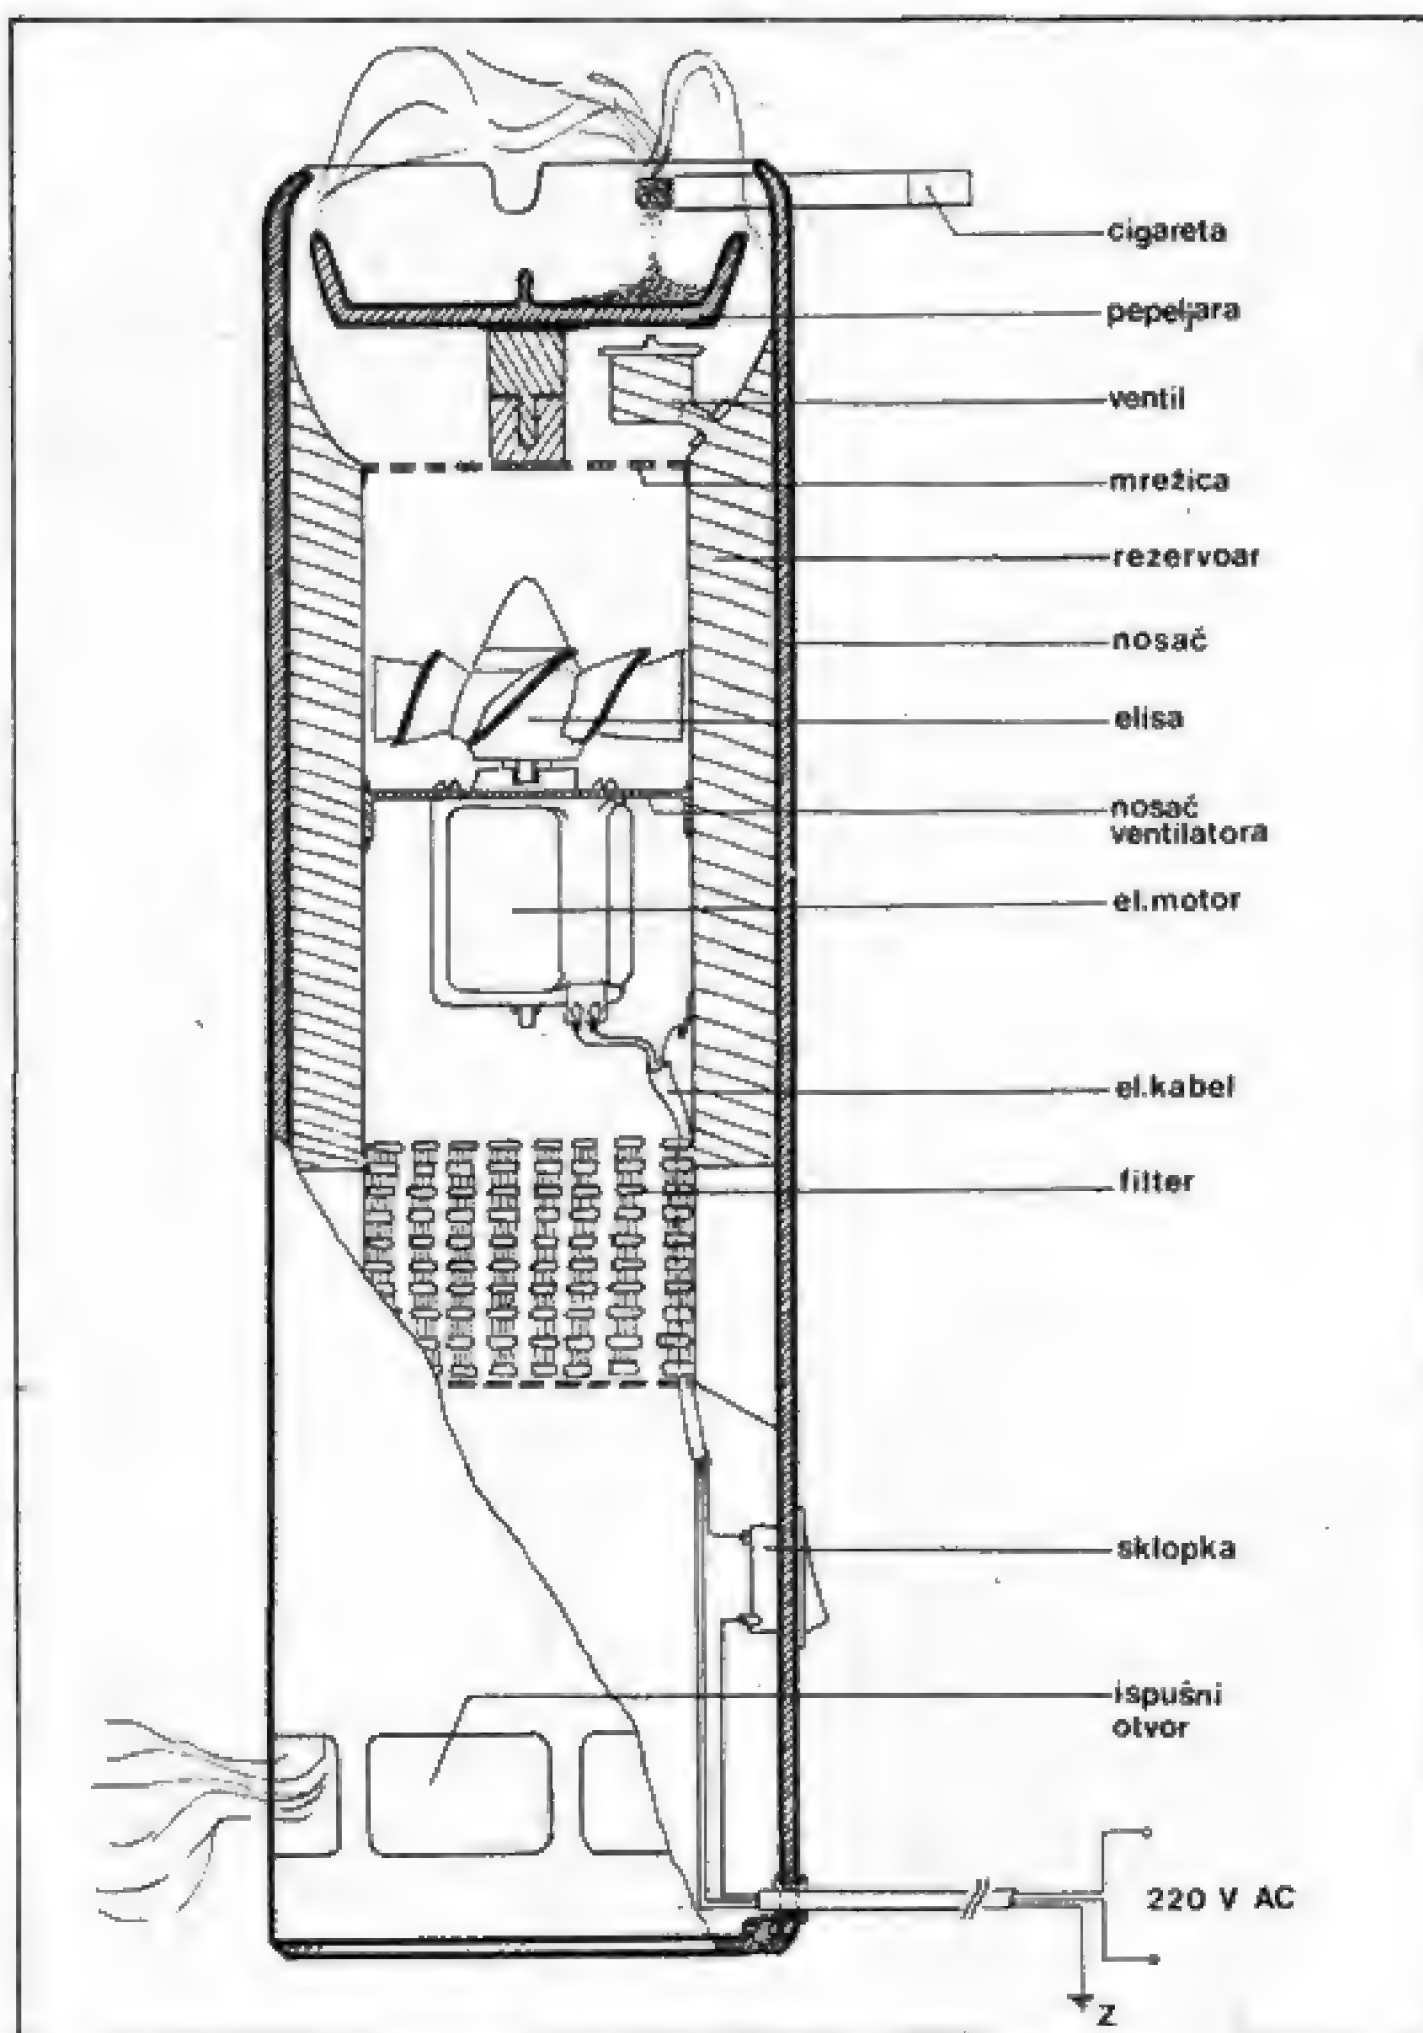 cigareta
pepeljara
ventil
mrežica
rezervoar
nosač
elisa
nosač
ventilatora
el.motor
el.kabel
filter
sklopka
ispušni
otvor
220 V AC
Z